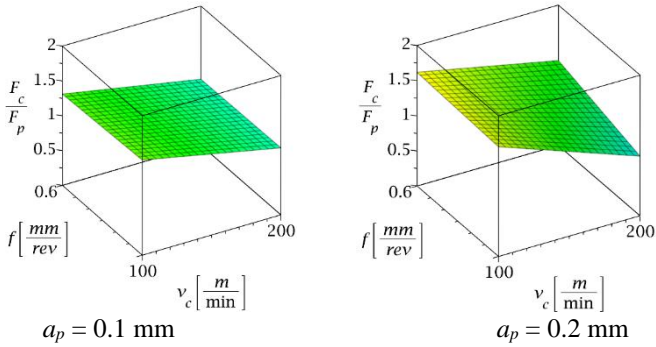 2
1.5
F_c
F_p
1
0.5
0.6
f [mm/rev]
100
200
v_c [m/min]
a_p = 0.1 mm
2
1.5
F_c
F_p
1
0.5
0.6
f [mm/rev]
100
200
v_c [m/min]
a_p = 0.2 mm